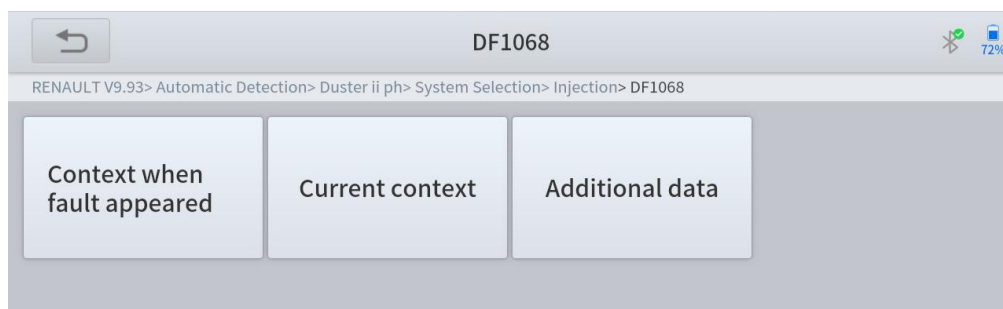 DF1068
72%
RENAULT V9.93> Automatic Detection> Duster ii ph> System Selection> Injection> DF1068
Context when
fault appeared
Current context
Additional data